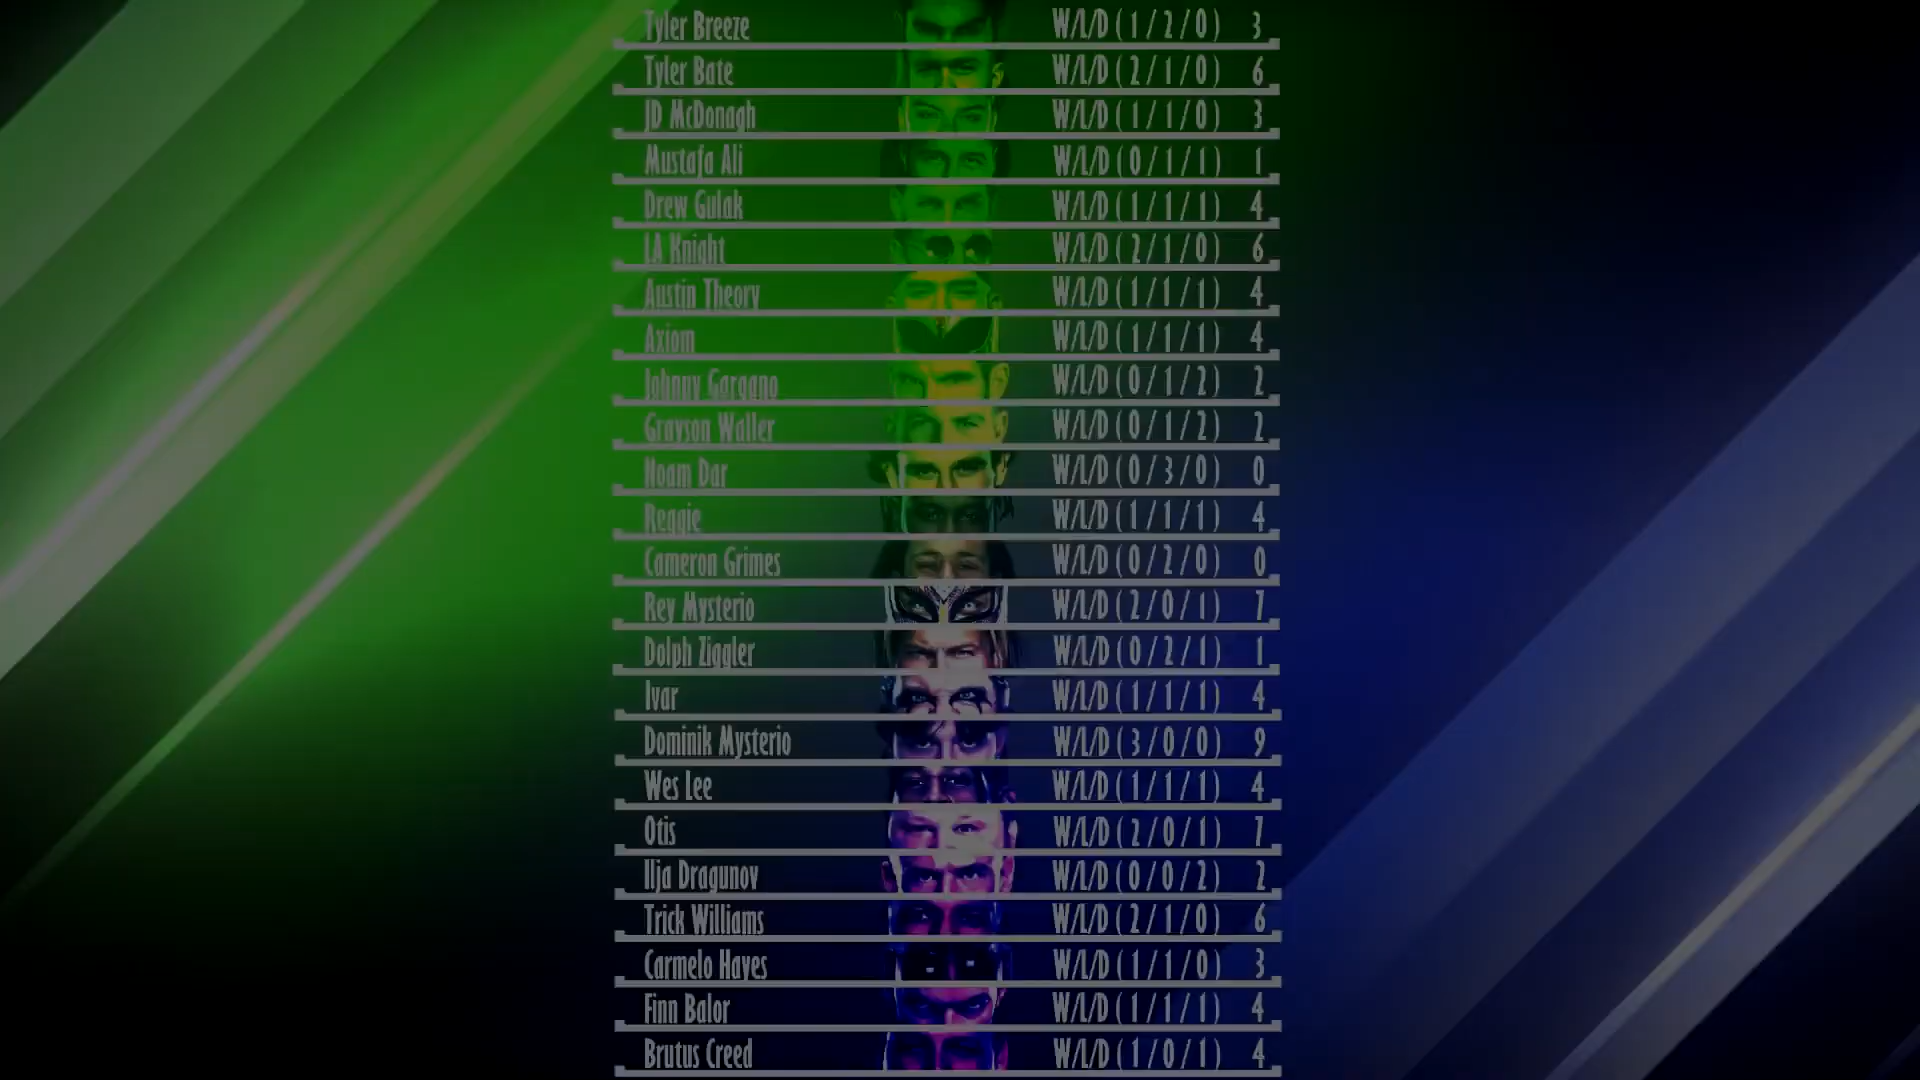 Tyler Breeze W/L/D ( 1 / 2 / 0 ) 3
Tyler Bate W/L/D ( 2 / 1 / 0 ) 6
JD McDonagh W/L/D ( 1 / 1 / 0 ) 3
Mustafa Ali W/L/D ( 0 / 1 / 1 ) 1
Drew Gulak W/L/D ( 1 / 1 / 1 ) 4
LA Knight W/L/D ( 2 / 1 / 0 ) 6
Austin Theory W/L/D ( 1 / 1 / 1 ) 4
Axiom W/L/D ( 1 / 1 / 1 ) 4
Johnny Gargano W/L/D ( 0 / 1 / 2 ) 2
Grayson Waller W/L/D ( 0 / 1 / 2 ) 2
Noam Dar W/L/D ( 0 / 3 / 0 ) 0
Reggie W/L/D ( 1 / 1 / 1 ) 4
Cameron Grimes W/L/D ( 0 / 2 / 0 ) 0
Rey Mysterio W/L/D ( 2 / 0 / 1 ) 7
Dolph Ziggler W/L/D ( 0 / 2 / 1 ) 1
Ivar W/L/D ( 1 / 1 / 1 ) 4
Dominik Mysterio W/L/D ( 3 / 0 / 0 ) 9
Wes Lee W/L/D ( 1 / 1 / 1 ) 4
Otis W/L/D ( 2 / 0 / 1 ) 7
Ilja Dragunov W/L/D ( 0 / 0 / 2 ) 2
Trick Williams W/L/D ( 2 / 1 / 0 ) 6
Carmelo Hayes W/L/D ( 1 / 1 / 0 ) 3
Finn Balor W/L/D ( 1 / 1 / 1 ) 4
Brutus Creed W/L/D ( 1 / 0 / 1 ) 4